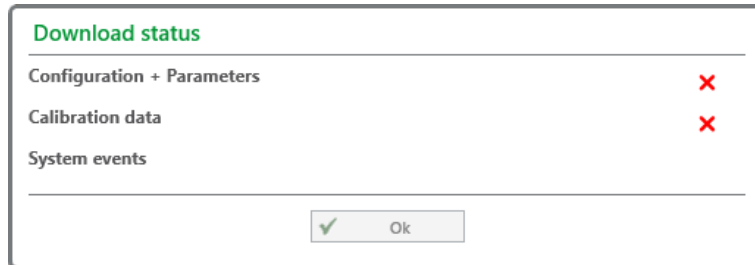 Download status
Configuration + Parameters
Calibration data
System events
Ok